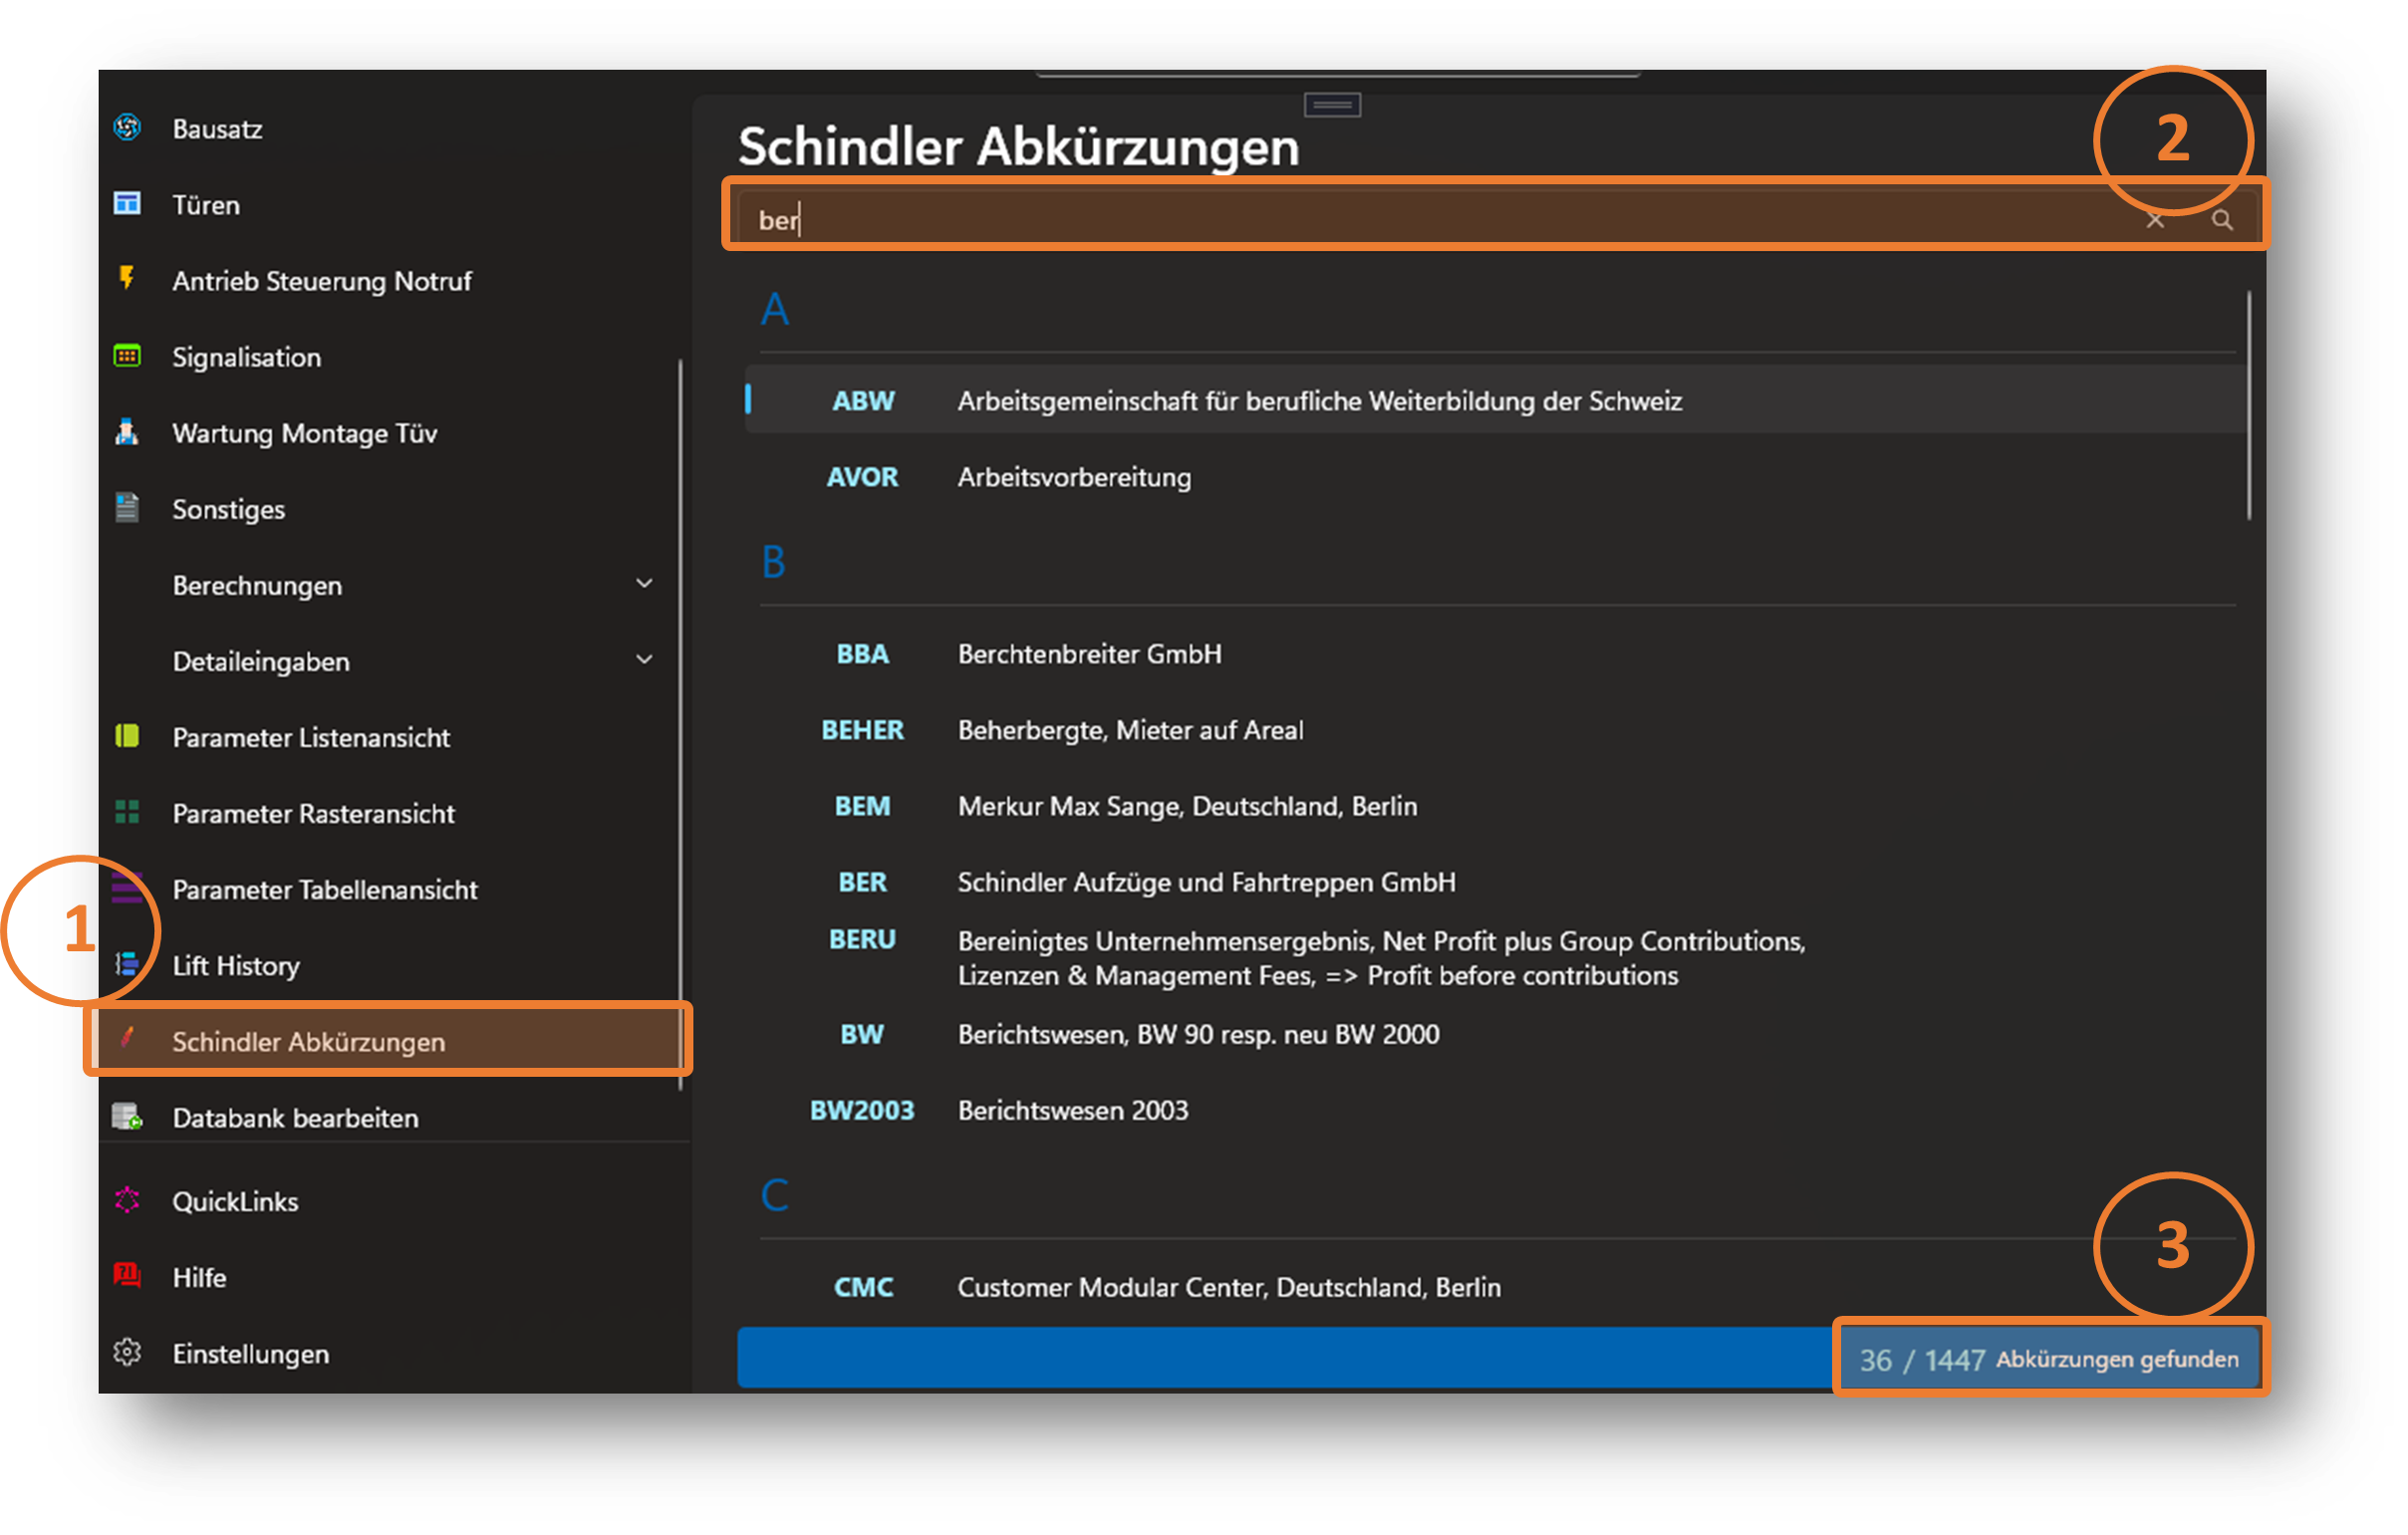 Bausatz
Türen
Antrieb Steuerung Notruf
Signalisation
Wartung Montage Tüv
Sonstiges
Berechnungen
Detaileingaben
Parameter Listenansicht
Parameter Rasteransicht
Parameter Tabellenansicht
1
Lift History
Schindler Abkürzungen
Databank bearbeiten
QuickLinks
Hilfe
Einstellungen
Schindler Abkürzungen
2
ber
A
ABW Arbeitsgemeinschaft für berufliche Weiterbildung der Schweiz
AVOR Arbeitsvorbereitung
B
BBA Berchtenbreiter GmbH
BEHER Beherbergte, Mieter auf Areal
BEM Merkur Max Sange, Deutschland, Berlin
BER Schindler Aufzüge und Fahrtreppen GmbH
BERU Bereinigtes Unternehmensergebnis, Net Profit plus Group Contributions,
Lizenzen & Management Fees, => Profit before contributions
BW Berichtswesen, BW 90 resp. neu BW 2000
BW2003 Berichtswesen 2003
C
3
CMC Customer Modular Center, Deutschland, Berlin
36 / 1447 Abkürzungen gefunden